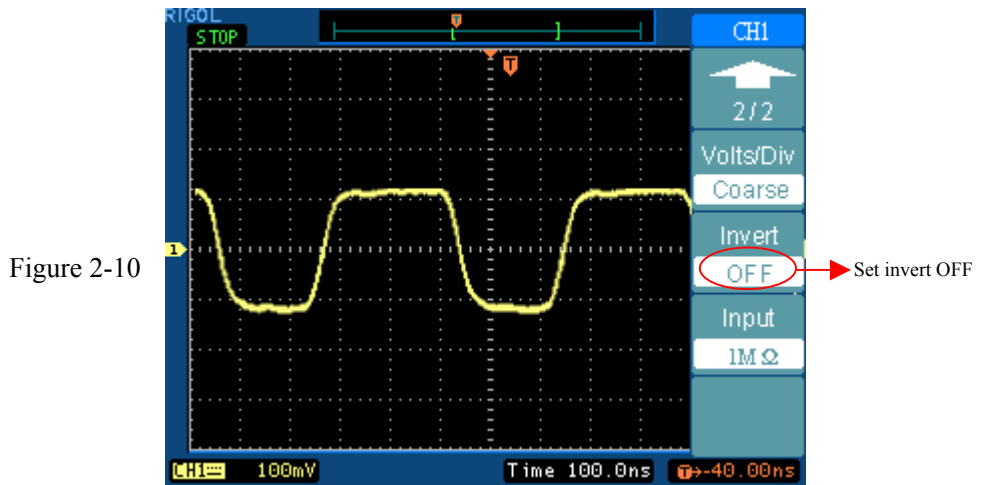 RIGOL
STOP
T
T
CH1
2/2
Volts/Div
Coarse
Invert
OFF
Input
1MΩ
1
Figure 2-10
Set invert OFF
CH1 100mV
Time 100.0ns
T→-40.00ns